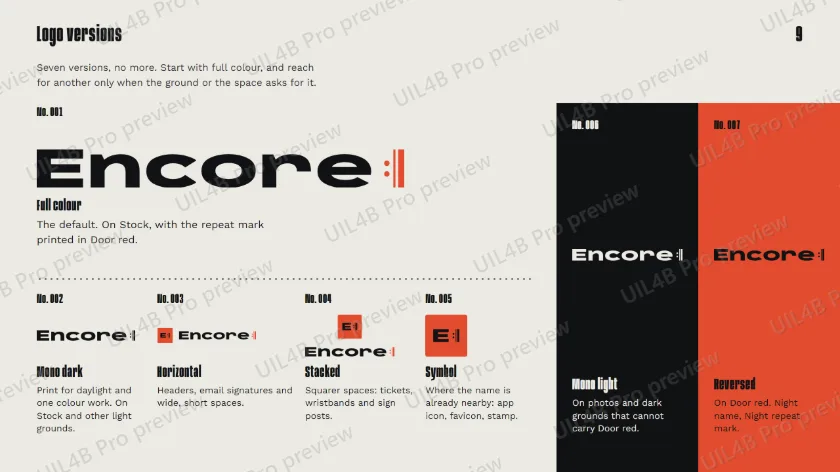 Logo versions
9
Seven versions, no more. Start with full colour, and reach
for another only when the ground or the space asks for it.
No. 001
Encore
Full colour
The default. On Stock, with the repeat mark
printed in Door red.
No. 002
Encore
Mono dark
Print for daylight and
one colour work. On
Stock and other light
grounds.
No. 003
E
Encore
Horizontal
Headers, email signatures and
wide, short spaces.
No. 004
E
Encore
Stacked
Squarer spaces: tickets,
wristbands and sign
posts.
No. 005
E
Symbol
Where the name is
already nearby: app
icon, favicon, stamp.
No. 006
Encore
Mono light
On photos and dark
grounds that cannot
carry Door red.
No. 007
Encore
Reversed
On Door red. Night
name, Night repeat
mark.
UIL4B Pro preview